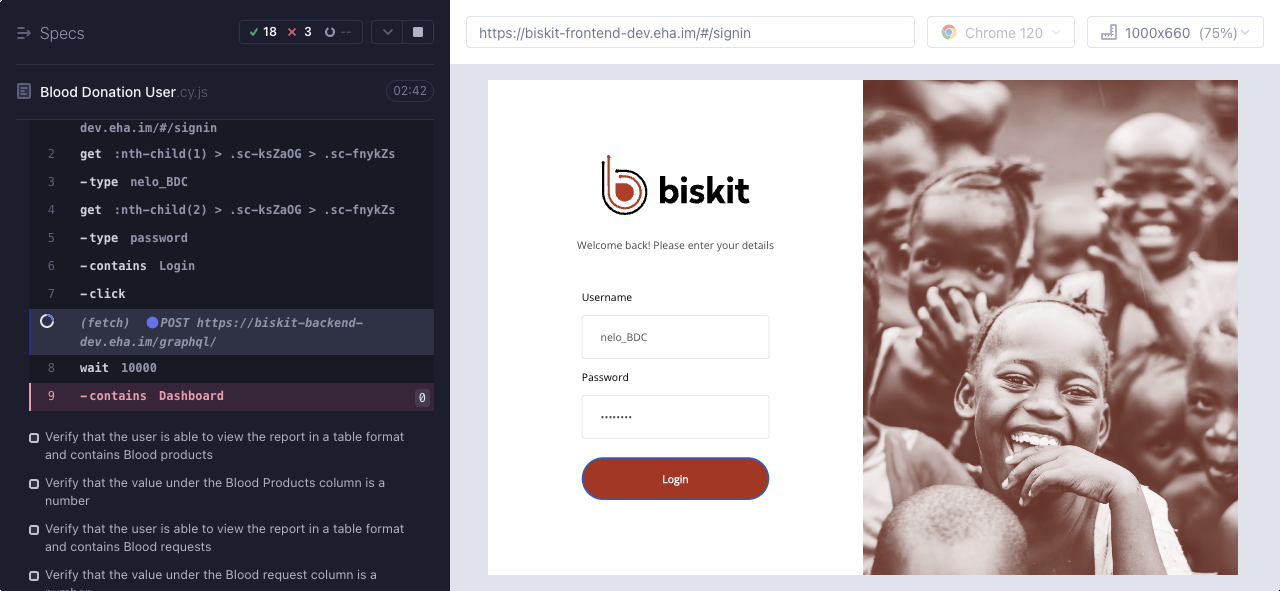 Specs
18 3 --
Blood Donation User.cy.js 02:42
dev.eha.im/#/signin
2 get :nth-child(1) > .sc-ksZaOG > .sc-fnykZs
3 -type nelo_BDC
4 get :nth-child(2) > .sc-ksZaOG > .sc-fnykZs
5 -type password
6 -contains Login
7 -click
(fetch) POST https://biskit-backend-
dev.eha.im/graphql/
8 wait 10000
9 -contains Dashboard 0
Verify that the user is able to view the report in a table format
and contains Blood products
Verify that the value under the Blood Products column is a
number
Verify that the user is able to view the report in a table format
and contains Blood requests
Verify that the value under the Blood request column is a
number
https://biskit-frontend-dev.eha.im/#/signin
Chrome 120
1000x660 (75%)
biskit
Welcome back! Please enter your details
Username
nelo_BDC
Password
••••••••
Login